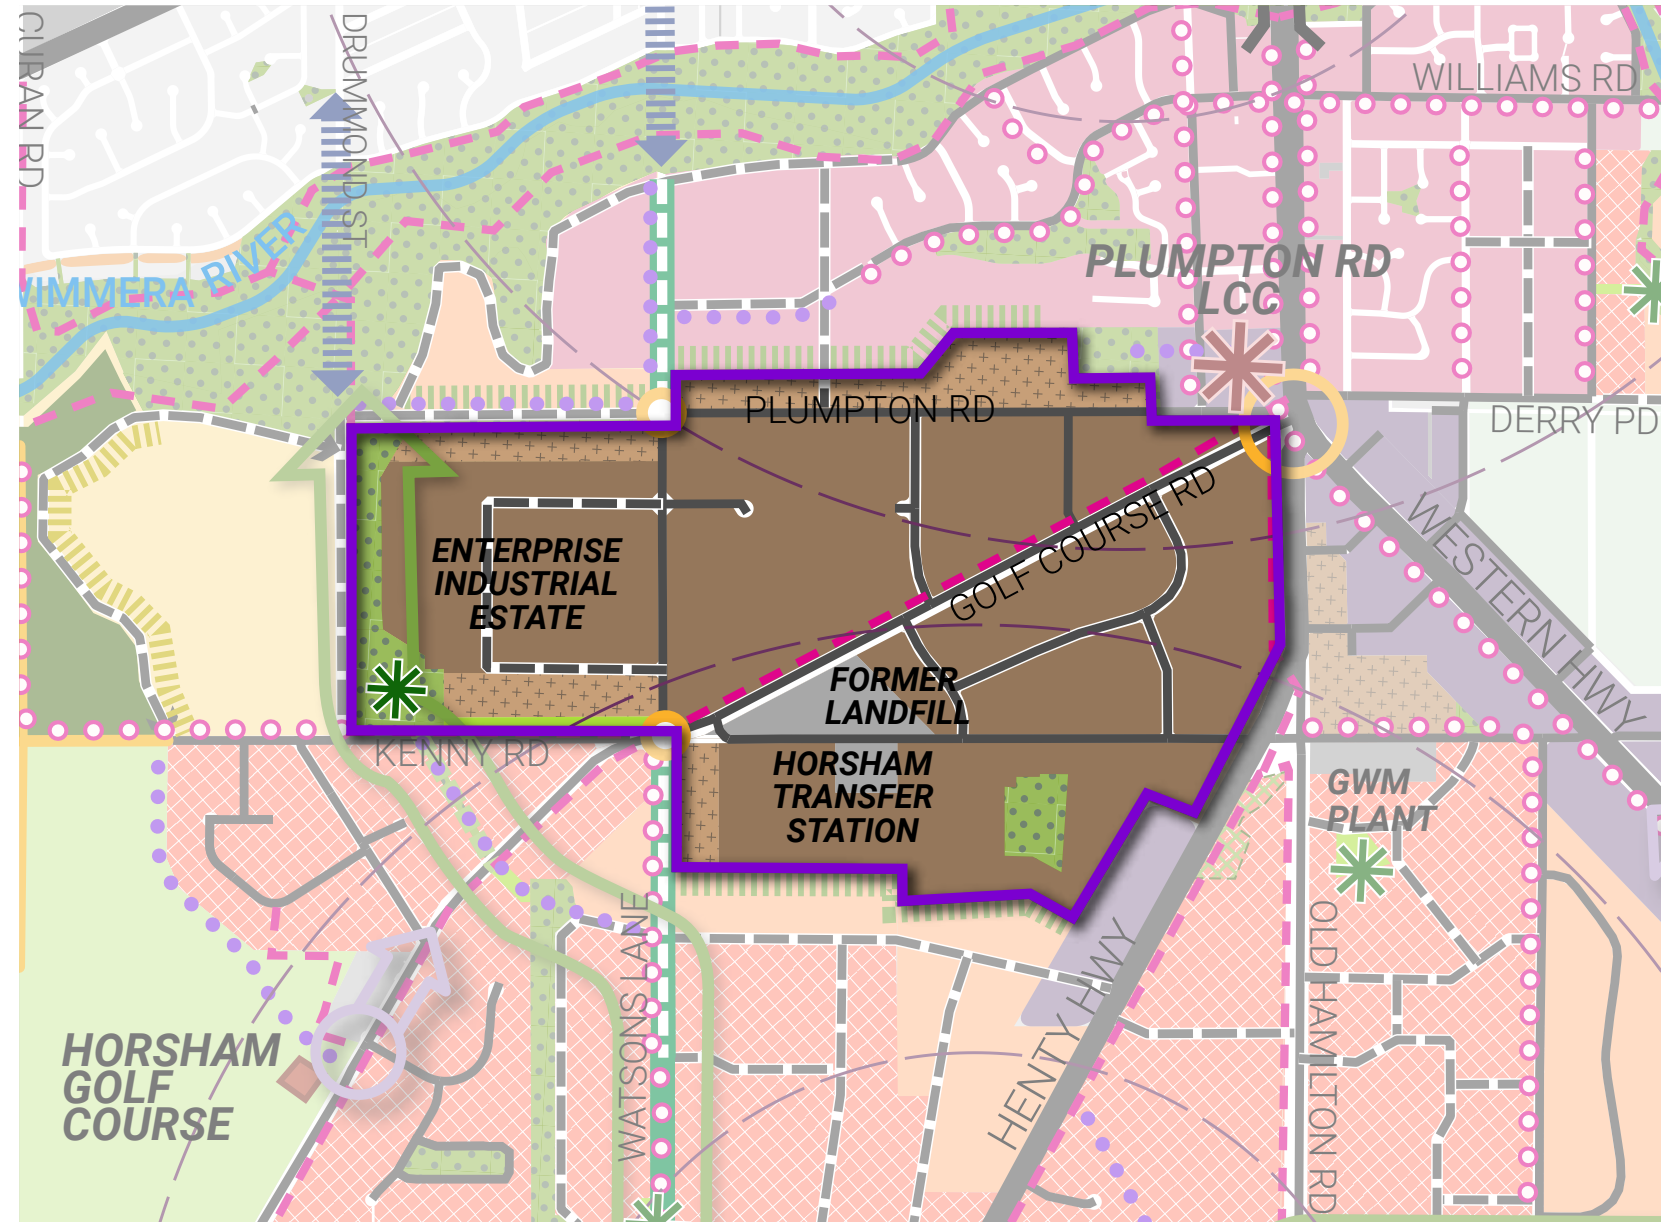 CURRAN RD
DRUMMOND ST
WILLIAMS RD
WIMMERA RIVER
PLUMPTON RD
LCC
PLUMPTON RD
DERRY PD
GOLF COURSE RD
WESTERN HWY
ENTERPRISE
INDUSTRIAL
ESTATE
FORMER
LANDFILL
KENNY RD
HORSHAM
TRANSFER
STATION
GWM
PLANT
WATSONS LANE
HENTY HWY
OLD HAMILTON RD
HORSHAM
GOLF
COURSE